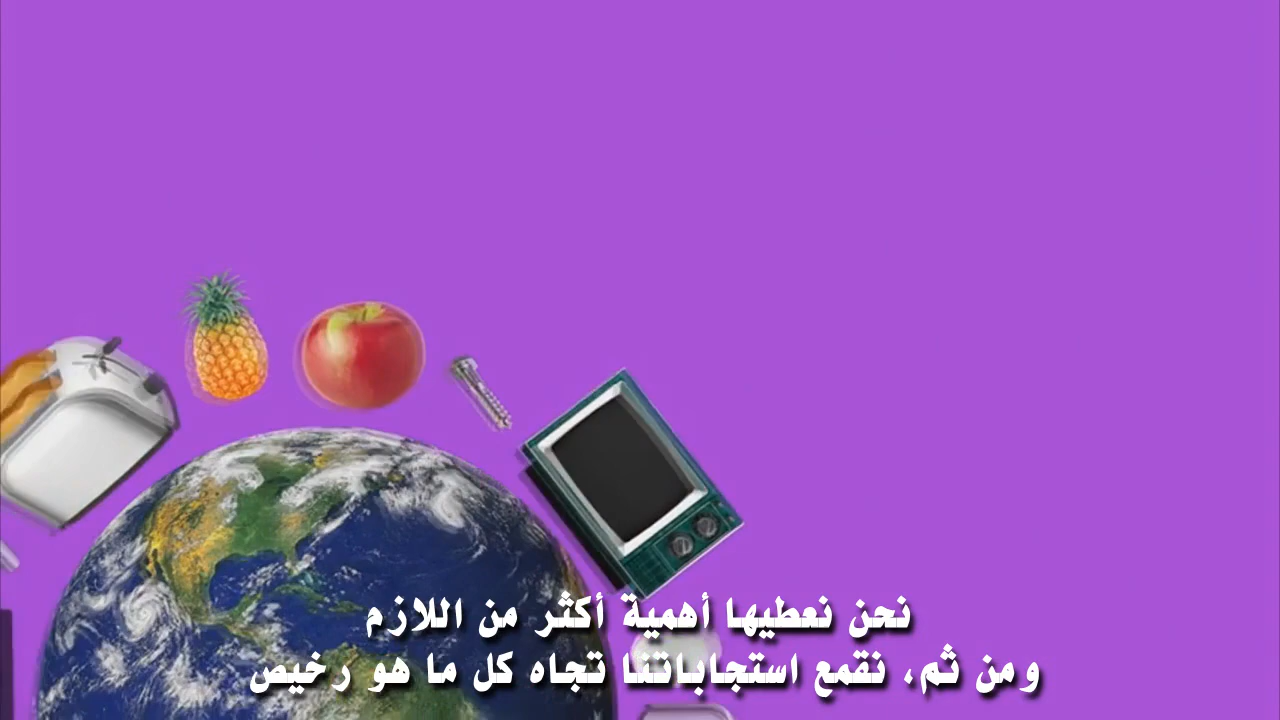 نحن نعطيها أهمية أكثر من اللازم
ومن ثم، نقمع استجاباتنا تجاه كل ما هو رخيص